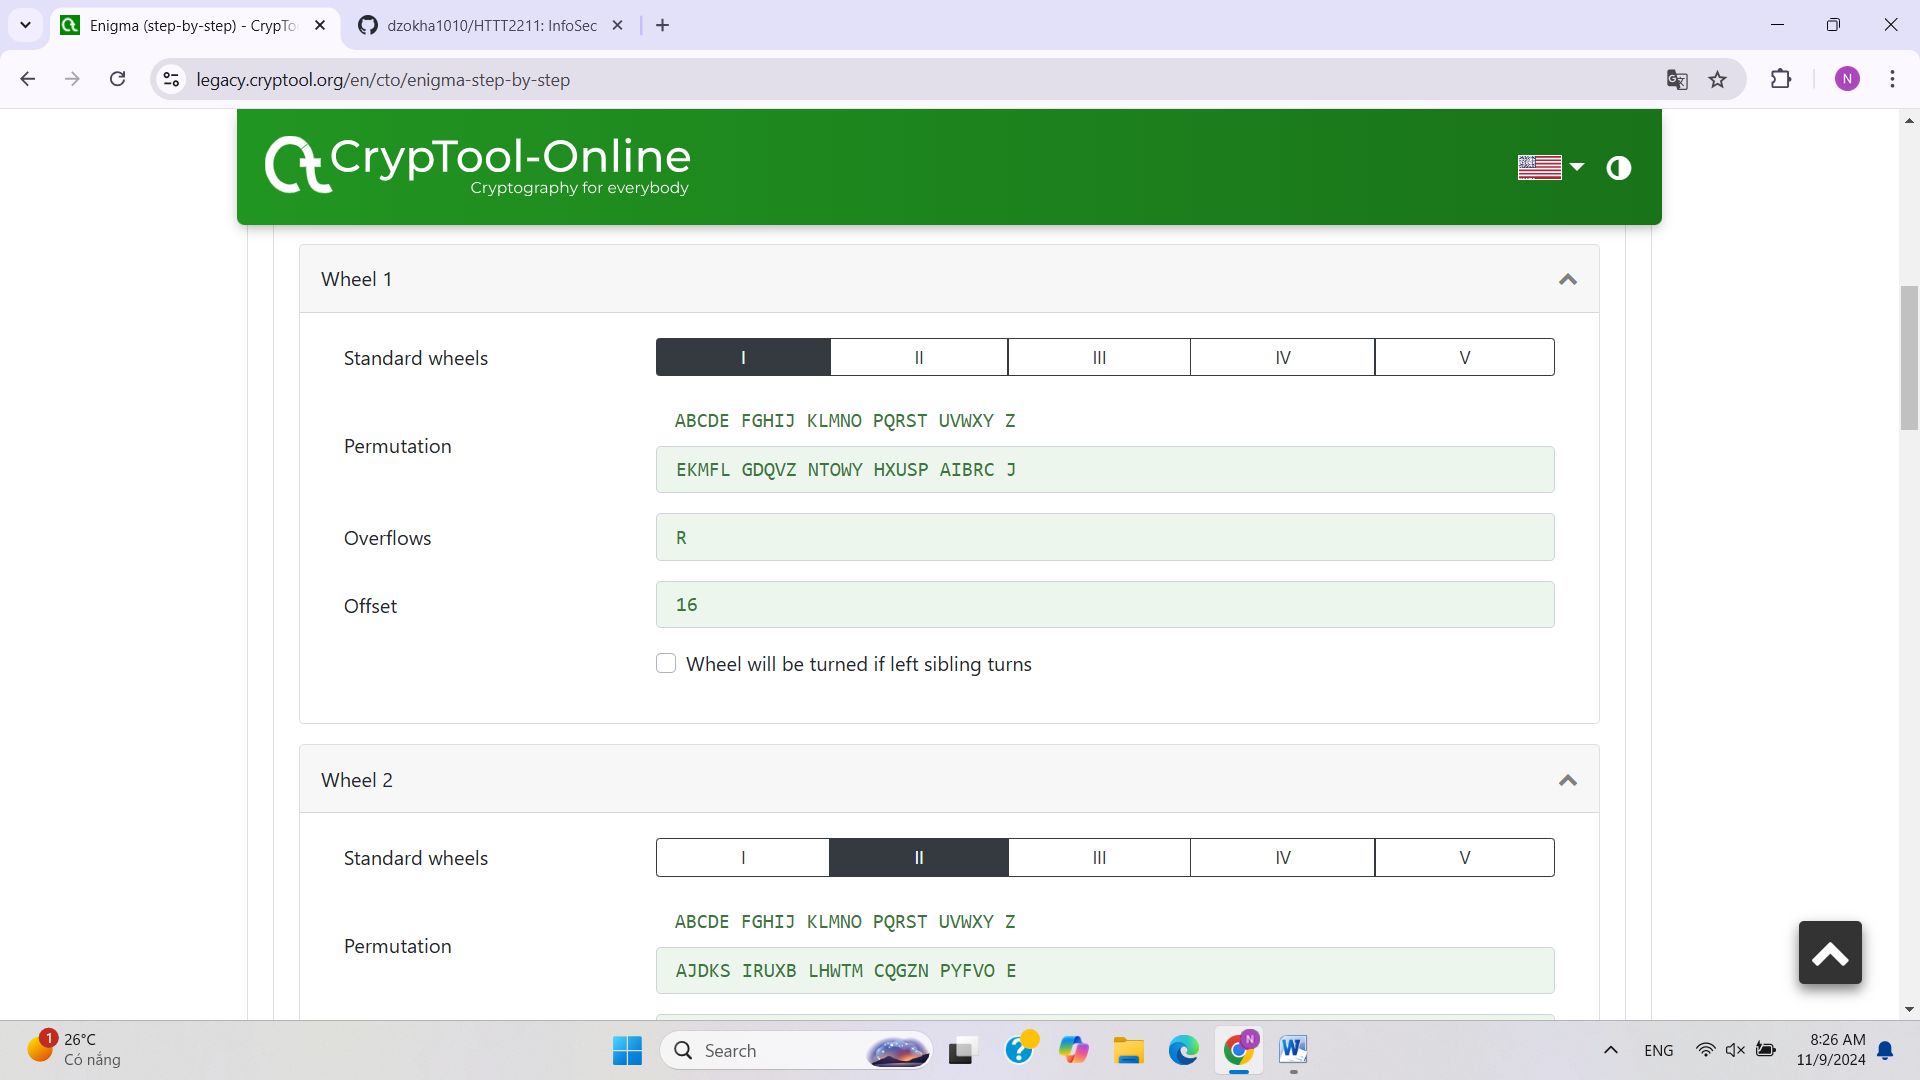 Enigma (step-by-step) - CrypTo
dzokha1010/HTTT2211: InfoSec
legacy.cryptool.org/en/cto/enigma-step-by-step
N
CrypTool-Online
Cryptography for everybody
Wheel 1
Standard wheels
I II III IV V
ABCDE FGHIJ KLMNO PQRST UVWXY Z
Permutation
EKMFL GDQVZ NTOWY HXUSP AIBRC J
Overflows
R
Offset
16
Wheel will be turned if left sibling turns
Wheel 2
Standard wheels
I II III IV V
ABCDE FGHIJ KLMNO PQRST UVWXY Z
Permutation
AJDKS IRUXB LHWTM CQGZN PYFVO E
1
26°C
Có nắng
Search
N
ENG
8:26 AM
11/9/2024